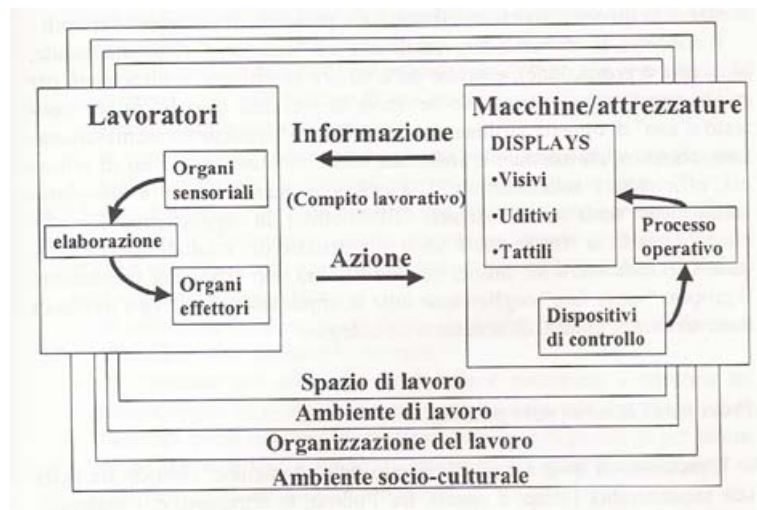 Lavoratori
Organi
sensoriali
elaborazione
Organi
effettori
Informazione
(Compito lavorativo)
Azione
Macchine/attrezzature
DISPLAYS
•Visivi
•Uditivi
•Tattili
Processo
operativo
Dispositivi
di controllo
Spazio di lavoro
Ambiente di lavoro
Organizzazione del lavoro
Ambiente socio-culturale